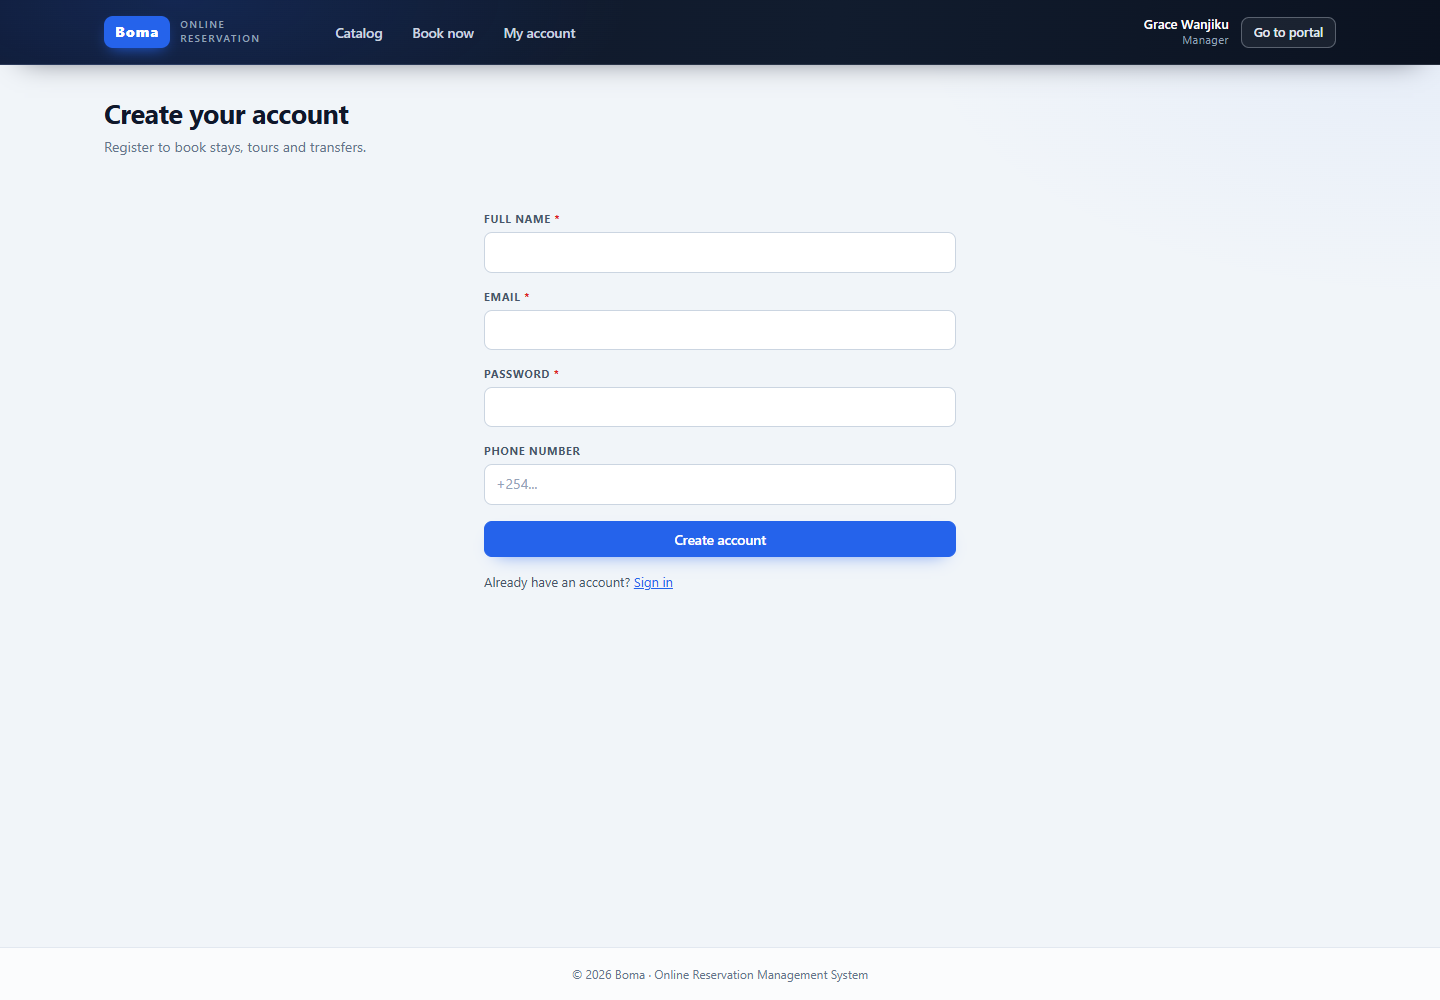 Boma
ONLINE
RESERVATION
Catalog
Book now
My account
Grace Wanjiku
Manager
Go to portal
Create your account
Register to book stays, tours and transfers.
FULL NAME *
EMAIL *
PASSWORD *
PHONE NUMBER
+254...
Create account
Already have an account? Sign in
© 2026 Boma · Online Reservation Management System